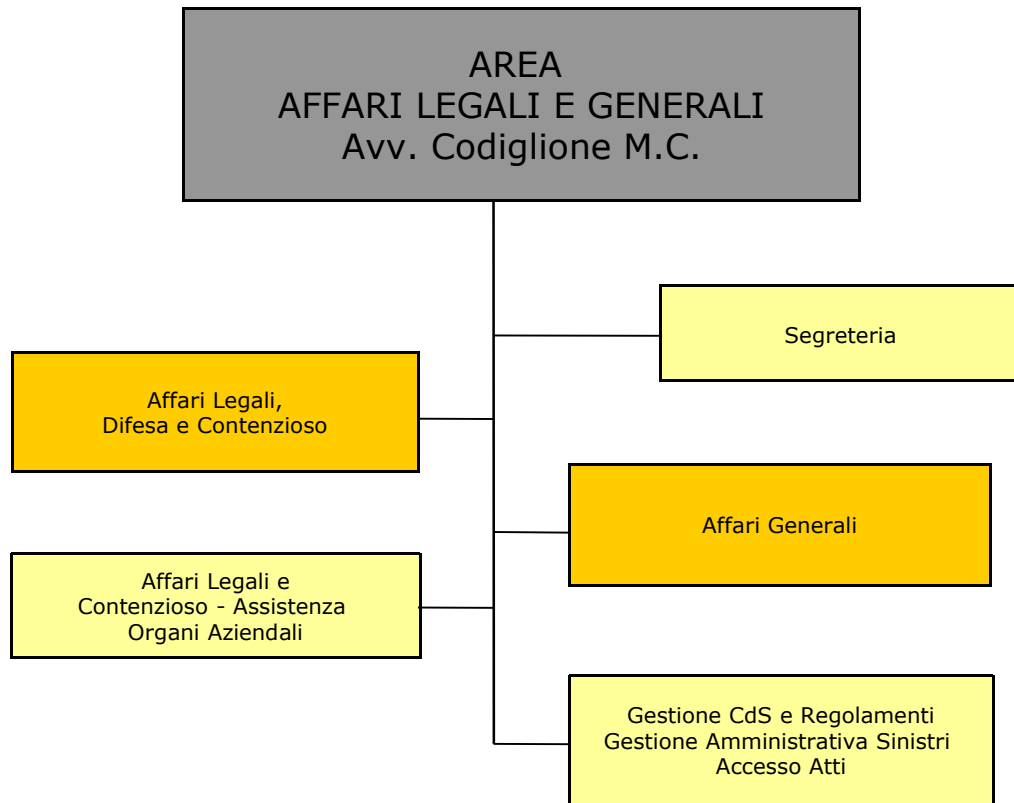 AREA
AFFARI LEGALI E GENERALI
Avv. Codiglione M.C.
Segreteria
Affari Legali,
Difesa e Contenzioso
Affari Generali
Affari Legali e
Contenzioso - Assistenza
Organi Aziendali
Gestione CdS e Regolamenti
Gestione Amministrativa Sinistri
Accesso Atti